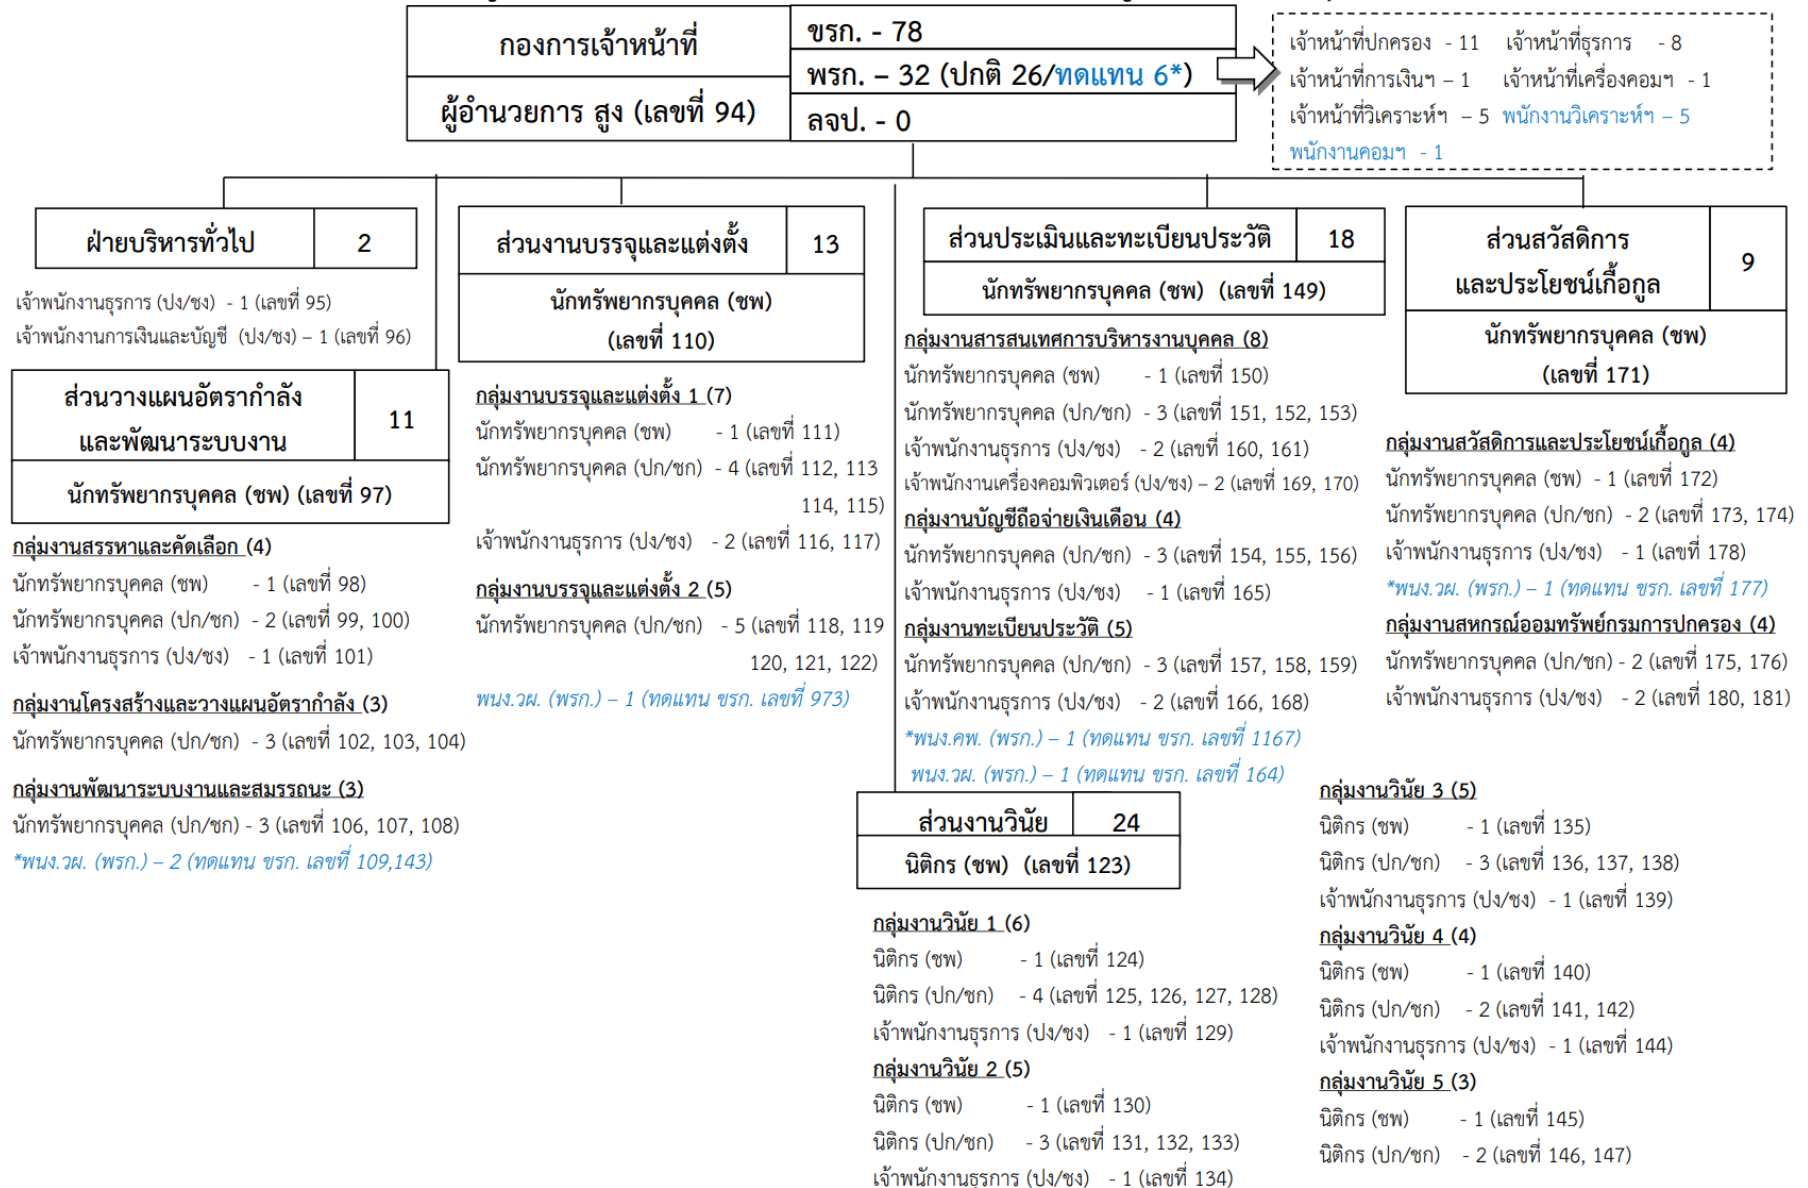 กองการเจ้าหน้าที่
ผู้อำนวยการ สูง (เลขที่ 94)
ขรก. - 78
พรก. – 32 (ปกติ 26/ทดแทน 6*)
ลจป. - 0
เจ้าหน้าที่ปกครอง - 11 เจ้าหน้าที่ธุรการ - 8
เจ้าหน้าที่การเงินฯ – 1 เจ้าหน้าที่เครื่องคอมฯ - 1
เจ้าหน้าที่วิเคราะห์ฯ – 5 พนักงานวิเคราะห์ฯ – 5
พนักงานคอมฯ - 1
ฝ่ายบริหารทั่วไป 2
เจ้าพนักงานธุรการ (ปง/ชง) - 1 (เลขที่ 95)
เจ้าพนักงานการเงินและบัญชี (ปง/ชง) – 1 (เลขที่ 96)
ส่วนวางแผนอัตรากำลัง
และพัฒนาระบบงาน
11
นักทรัพยากรบุคคล (ชพ) (เลขที่ 97)
กลุ่มงานสรรหาและคัดเลือก (4)
นักทรัพยากรบุคคล (ชพ) - 1 (เลขที่ 98)
นักทรัพยากรบุคคล (ปก/ชก) - 2 (เลขที่ 99, 100)
เจ้าพนักงานธุรการ (ปง/ชง) - 1 (เลขที่ 101)
กลุ่มงานโครงสร้างและวางแผนอัตรากำลัง (3)
นักทรัพยากรบุคคล (ปก/ชก) - 3 (เลขที่ 102, 103, 104)
กลุ่มงานพัฒนาระบบงานและสมรรถนะ (3)
นักทรัพยากรบุคคล (ปก/ชก) - 3 (เลขที่ 106, 107, 108)
*พนง.วผ. (พรก.) – 2 (ทดแทน ขรก. เลขที่ 109,143)
ส่วนงานบรรจุและแต่งตั้ง 13
นักทรัพยากรบุคคล (ชพ)
(เลขที่ 110)
กลุ่มงานบรรจุและแต่งตั้ง 1 (7)
นักทรัพยากรบุคคล (ชพ) - 1 (เลขที่ 111)
นักทรัพยากรบุคคล (ปก/ชก) - 4 (เลขที่ 112, 113
114, 115)
เจ้าพนักงานธุรการ (ปง/ชง) - 2 (เลขที่ 116, 117)
กลุ่มงานบรรจุและแต่งตั้ง 2 (5)
นักทรัพยากรบุคคล (ปก/ชก) - 5 (เลขที่ 118, 119
120, 121, 122)
พนง.วผ. (พรก.) – 1 (ทดแทน ขรก. เลขที่ 973)
ส่วนประเมินและทะเบียนประวัติ 18
นักทรัพยากรบุคคล (ชพ) (เลขที่ 149)
กลุ่มงานสารสนเทศการบริหารงานบุคคล (8)
นักทรัพยากรบุคคล (ชพ) - 1 (เลขที่ 150)
นักทรัพยากรบุคคล (ปก/ชก) - 3 (เลขที่ 151, 152, 153)
เจ้าพนักงานธุรการ (ปง/ชง) - 2 (เลขที่ 160, 161)
เจ้าพนักงานเครื่องคอมพิวเตอร์ (ปง/ชง) – 2 (เลขที่ 169, 170)
กลุ่มงานบัญชีถือจ่ายเงินเดือน (4)
นักทรัพยากรบุคคล (ปก/ชก) - 3 (เลขที่ 154, 155, 156)
เจ้าพนักงานธุรการ (ปง/ชง) - 1 (เลขที่ 165)
กลุ่มงานทะเบียนประวัติ (5)
นักทรัพยากรบุคคล (ปก/ชก) - 3 (เลขที่ 157, 158, 159)
เจ้าพนักงานธุรการ (ปง/ชง) - 2 (เลขที่ 166, 168)
*พนง.คพ. (พรก.) – 1 (ทดแทน ขรก. เลขที่ 1167)
พนง.วผ. (พรก.) – 1 (ทดแทน ขรก. เลขที่ 164)
ส่วนสวัสดิการ
และประโยชน์เกื้อกูล
9
นักทรัพยากรบุคคล (ชพ)
(เลขที่ 171)
กลุ่มงานสวัสดิการและประโยชน์เกื้อกูล (4)
นักทรัพยากรบุคคล (ชพ) - 1 (เลขที่ 172)
นักทรัพยากรบุคคล (ปก/ชก) - 2 (เลขที่ 173, 174)
เจ้าพนักงานธุรการ (ปง/ชง) - 1 (เลขที่ 178)
*พนง.วผ. (พรก.) – 1 (ทดแทน ขรก. เลขที่ 177)
กลุ่มงานสหกรณ์ออมทรัพย์กรมการปกครอง (4)
นักทรัพยากรบุคคล (ปก/ชก) - 2 (เลขที่ 175, 176)
เจ้าพนักงานธุรการ (ปง/ชง) - 2 (เลขที่ 180, 181)
ส่วนงานวินัย 24
นิติกร (ชพ) (เลขที่ 123)
กลุ่มงานวินัย 1 (6)
นิติกร (ชพ) - 1 (เลขที่ 124)
นิติกร (ปก/ชก) - 4 (เลขที่ 125, 126, 127, 128)
เจ้าพนักงานธุรการ (ปง/ชง) - 1 (เลขที่ 129)
กลุ่มงานวินัย 2 (5)
นิติกร (ชพ) - 1 (เลขที่ 130)
นิติกร (ปก/ชก) - 3 (เลขที่ 131, 132, 133)
เจ้าพนักงานธุรการ (ปง/ชง) - 1 (เลขที่ 134)
กลุ่มงานวินัย 3 (5)
นิติกร (ชพ) - 1 (เลขที่ 135)
นิติกร (ปก/ชก) - 3 (เลขที่ 136, 137, 138)
เจ้าพนักงานธุรการ (ปง/ชง) - 1 (เลขที่ 139)
กลุ่มงานวินัย 4 (4)
นิติกร (ชพ) - 1 (เลขที่ 140)
นิติกร (ปก/ชก) - 2 (เลขที่ 141, 142)
เจ้าพนักงานธุรการ (ปง/ชง) - 1 (เลขที่ 144)
กลุ่มงานวินัย 5 (3)
นิติกร (ชพ) - 1 (เลขที่ 145)
นิติกร (ปก/ชก) - 2 (เลขที่ 146, 147)